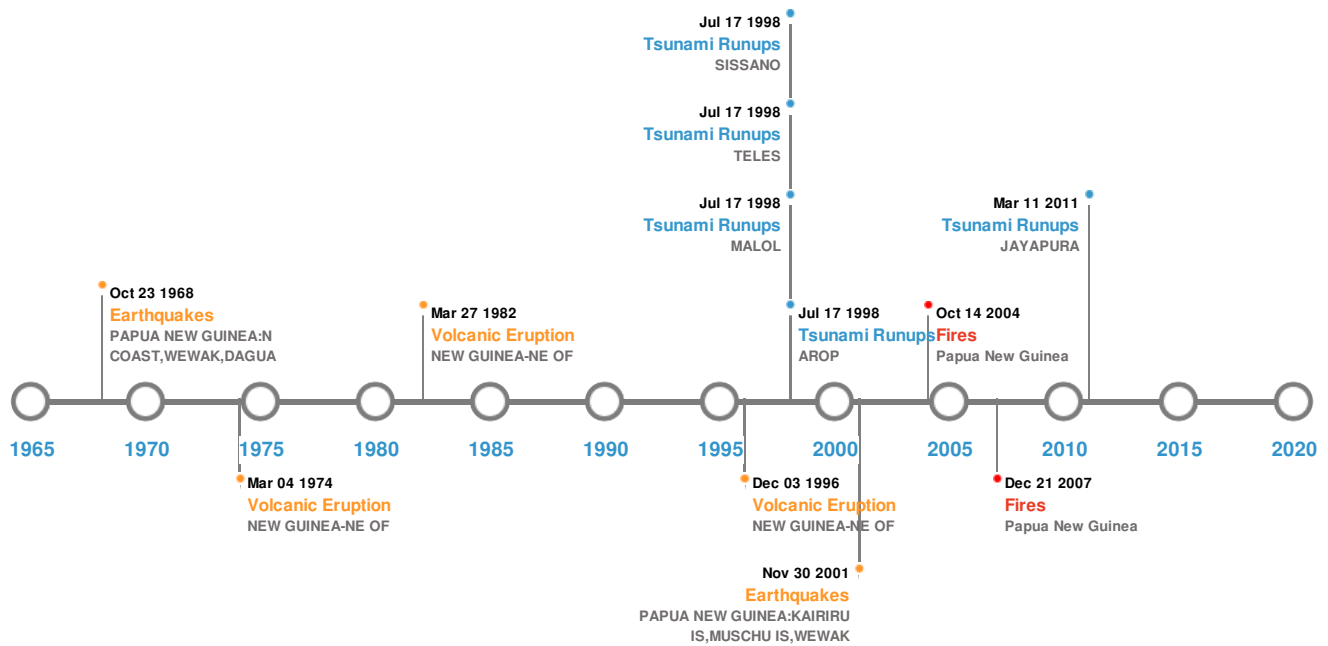 Jul 17 1998
Tsunami Runups
SISSANO
Jul 17 1998
Tsunami Runups
TELES
Jul 17 1998
Tsunami Runups
MALOL
Mar 11 2011
Tsunami Runups
JAYAPURA
Oct 23 1968
Earthquakes
PAPUA NEW GUINEA:N
COAST,WEWAK,DAGUA
Mar 27 1982
Volcanic Eruption
NEW GUINEA-NE OF
Jul 17 1998
Tsunami Runups
AROP
Oct 14 2004
Fires
Papua New Guinea
1965 1970 1975 1980 1985 1990 1995 2000 2005 2010 2015 2020
Mar 04 1974
Volcanic Eruption
NEW GUINEA-NE OF
Dec 03 1996
Volcanic Eruption
NEW GUINEA-NE OF
Dec 21 2007
Fires
Papua New Guinea
Nov 30 2001
Earthquakes
PAPUA NEW GUINEA:KAIRIRU
IS,MUSCHU IS,WEWAK